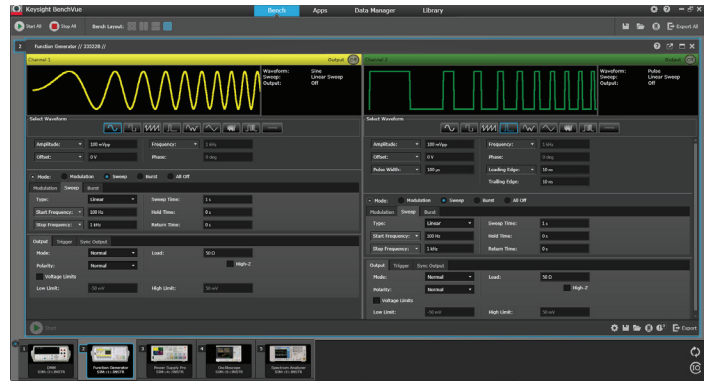 Keysight BenchVue
Bench Apps Data Manager Library
Start All Stop All Bench Layout: Export All
2 Function Generator // 33522B //
Channel 1 Output Off
Waveform: Sine
Sweep: Linear Sweep
Output: Off
Select Waveform
Amplitude: 100 mVpp Frequency: 1 kHz
Offset: 0 V Phase: 0 deg
Mode: Modulation Sweep Burst All Off
Modulation Sweep Burst
Type: Linear Sweep Time: 1 s
Start Frequency: 100 Hz Hold Time: 0 s
Stop Frequency: 1 kHz Return Time: 0 s
Output Trigger Sync Output
Mode: Normal Load: 50 Ω
Polarity: Normal High-Z
Voltage Limits
Low Limit: -50 mV High Limit: 50 mV
Start
Channel 2 Output Off
Waveform: Pulse
Sweep: Linear Sweep
Output: Off
Select Waveform
Amplitude: 100 mVpp Frequency: 1 kHz
Offset: 0 V Phase: 0 deg
Pulse Width: 100 µs Leading Edge: 10 ns
Trailing Edge: 10 ns
Mode: Modulation Sweep Burst All Off
Modulation Sweep Burst
Type: Linear Sweep Time: 1 s
Start Frequency: 100 Hz Hold Time: 0 s
Stop Frequency: 1 kHz Return Time: 0 s
Output Trigger Sync Output
Mode: Normal Load: 50 Ω
Polarity: Normal High-Z
Voltage Limits
Low Limit: -50 mV High Limit: 50 mV
Export
1 2 3 4 5
DMM Function Generator Power Supply Pro Oscilloscope Spectrum Analyzer